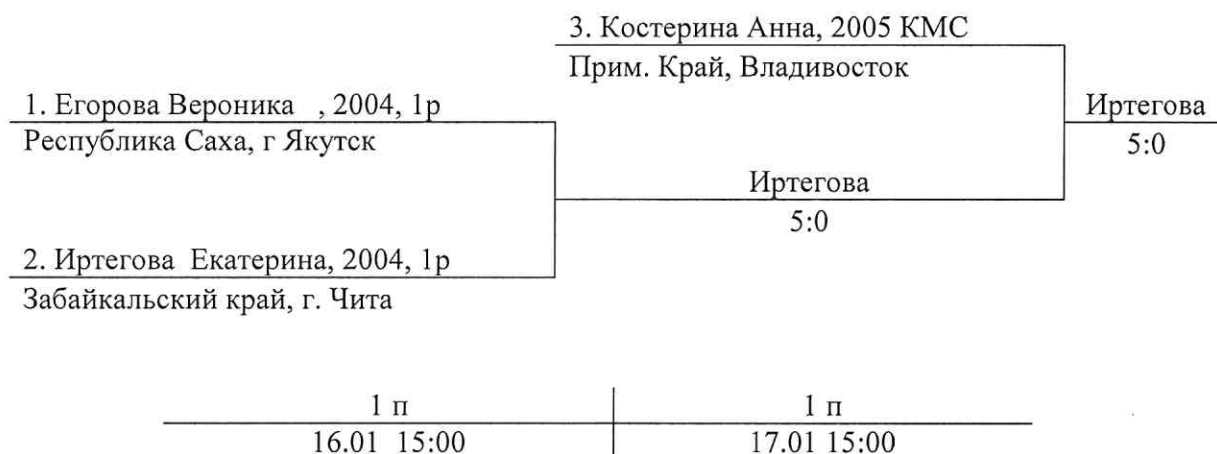 3. Костерина Анна, 2005 КМС
Прим. Край, Владивосток
1. Егорова Вероника , 2004, 1р
Республика Саха, г Якутск
Иртегова
5:0
Иртегова
5:0
2. Иртегова Екатерина, 2004, 1р
Забайкальский край, г. Чита
1 п 1 п
16.01 15:00 17.01 15:00